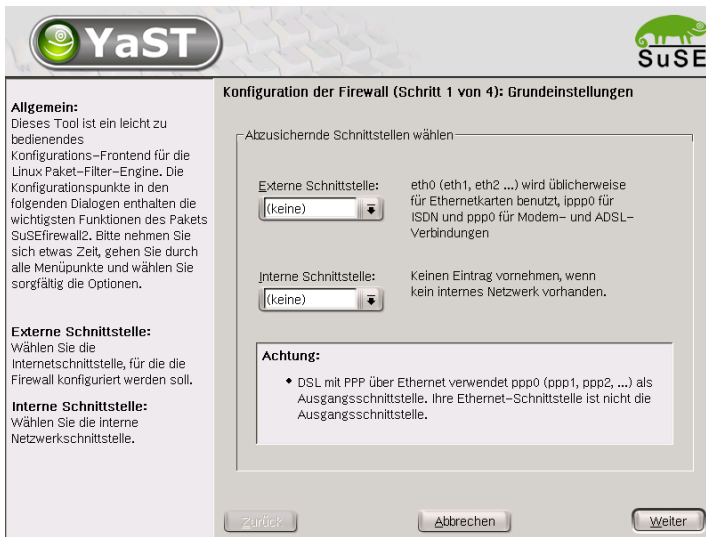 YaST
SuSE
Allgemein:
Dieses Tool ist ein leicht zu
bedienendes
Konfigurations-Frontend für die
Linux Paket-Filter-Engine. Die
Konfigurationspunkte in den
folgenden Dialogen enthalten die
wichtigsten Funktionen des Pakets
SuSEfirewall2. Bitte nehmen Sie
sich etwas Zeit, gehen Sie durch
alle Menüpunkte und wählen Sie
sorgfältig die Optionen.
Externe Schnittstelle:
Wählen Sie die
Internetschnittstelle, für die die
Firewall konfiguriert werden soll.
Interne Schnittstelle:
Wählen Sie die interne
Netzwerkschnittstelle.
Konfiguration der Firewall (Schritt 1 von 4): Grundeinstellungen
Abzusichernde Schnittstellen wählen
Externe Schnittstelle:
(keine)
eth0 (eth1, eth2 ...) wird üblicherweise
für Ethernetkarten benutzt, ippp0 für
ISDN und ppp0 für Modem- und ADSL-
Verbindungen
Interne Schnittstelle:
(keine)
Keinen Eintrag vornehmen, wenn
kein internes Netzwerk vorhanden.
Achtung:
• DSL mit PPP über Ethernet verwendet ppp0 (ppp1, ppp2, ...) als
Ausgangsschnittstelle. Ihre Ethernet-Schnittstelle ist nicht die
Ausgangsschnittstelle.
Zurück
Abbrechen
Weiter